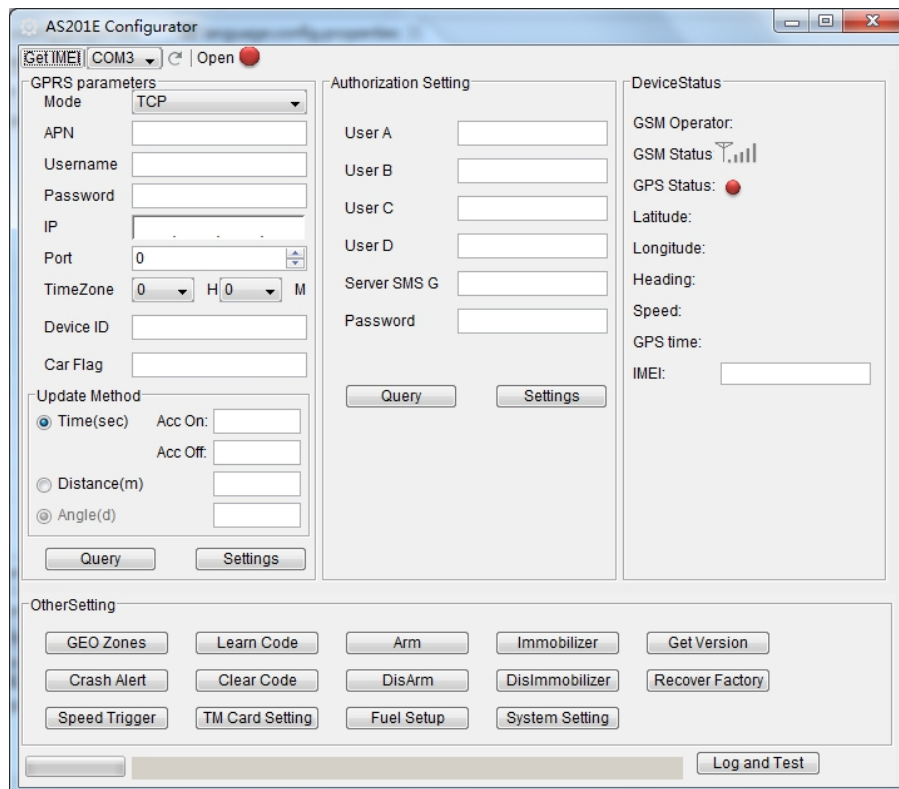 AS201E Configurator
Get IMEI COM3 Open
GPRS parameters
Mode TCP
APN
Username
Password
IP . . .
Port 0
TimeZone 0 H 0 M
Device ID
Car Flag
Update Method
Time(sec) Acc On:
Acc Off:
Distance(m)
Angle(d)
Query Settings
Authorization Setting
User A
User B
User C
User D
Server SMS G
Password
Query Settings
DeviceStatus
GSM Operator:
GSM Status
GPS Status:
Latitude:
Longitude:
Heading:
Speed:
GPS time:
IMEI:
OtherSetting
GEO Zones Learn Code Arm Immobilizer Get Version
Crash Alert Clear Code DisArm DisImmobilizer Recover Factory
Speed Trigger TM Card Setting Fuel Setup System Setting
Log and Test